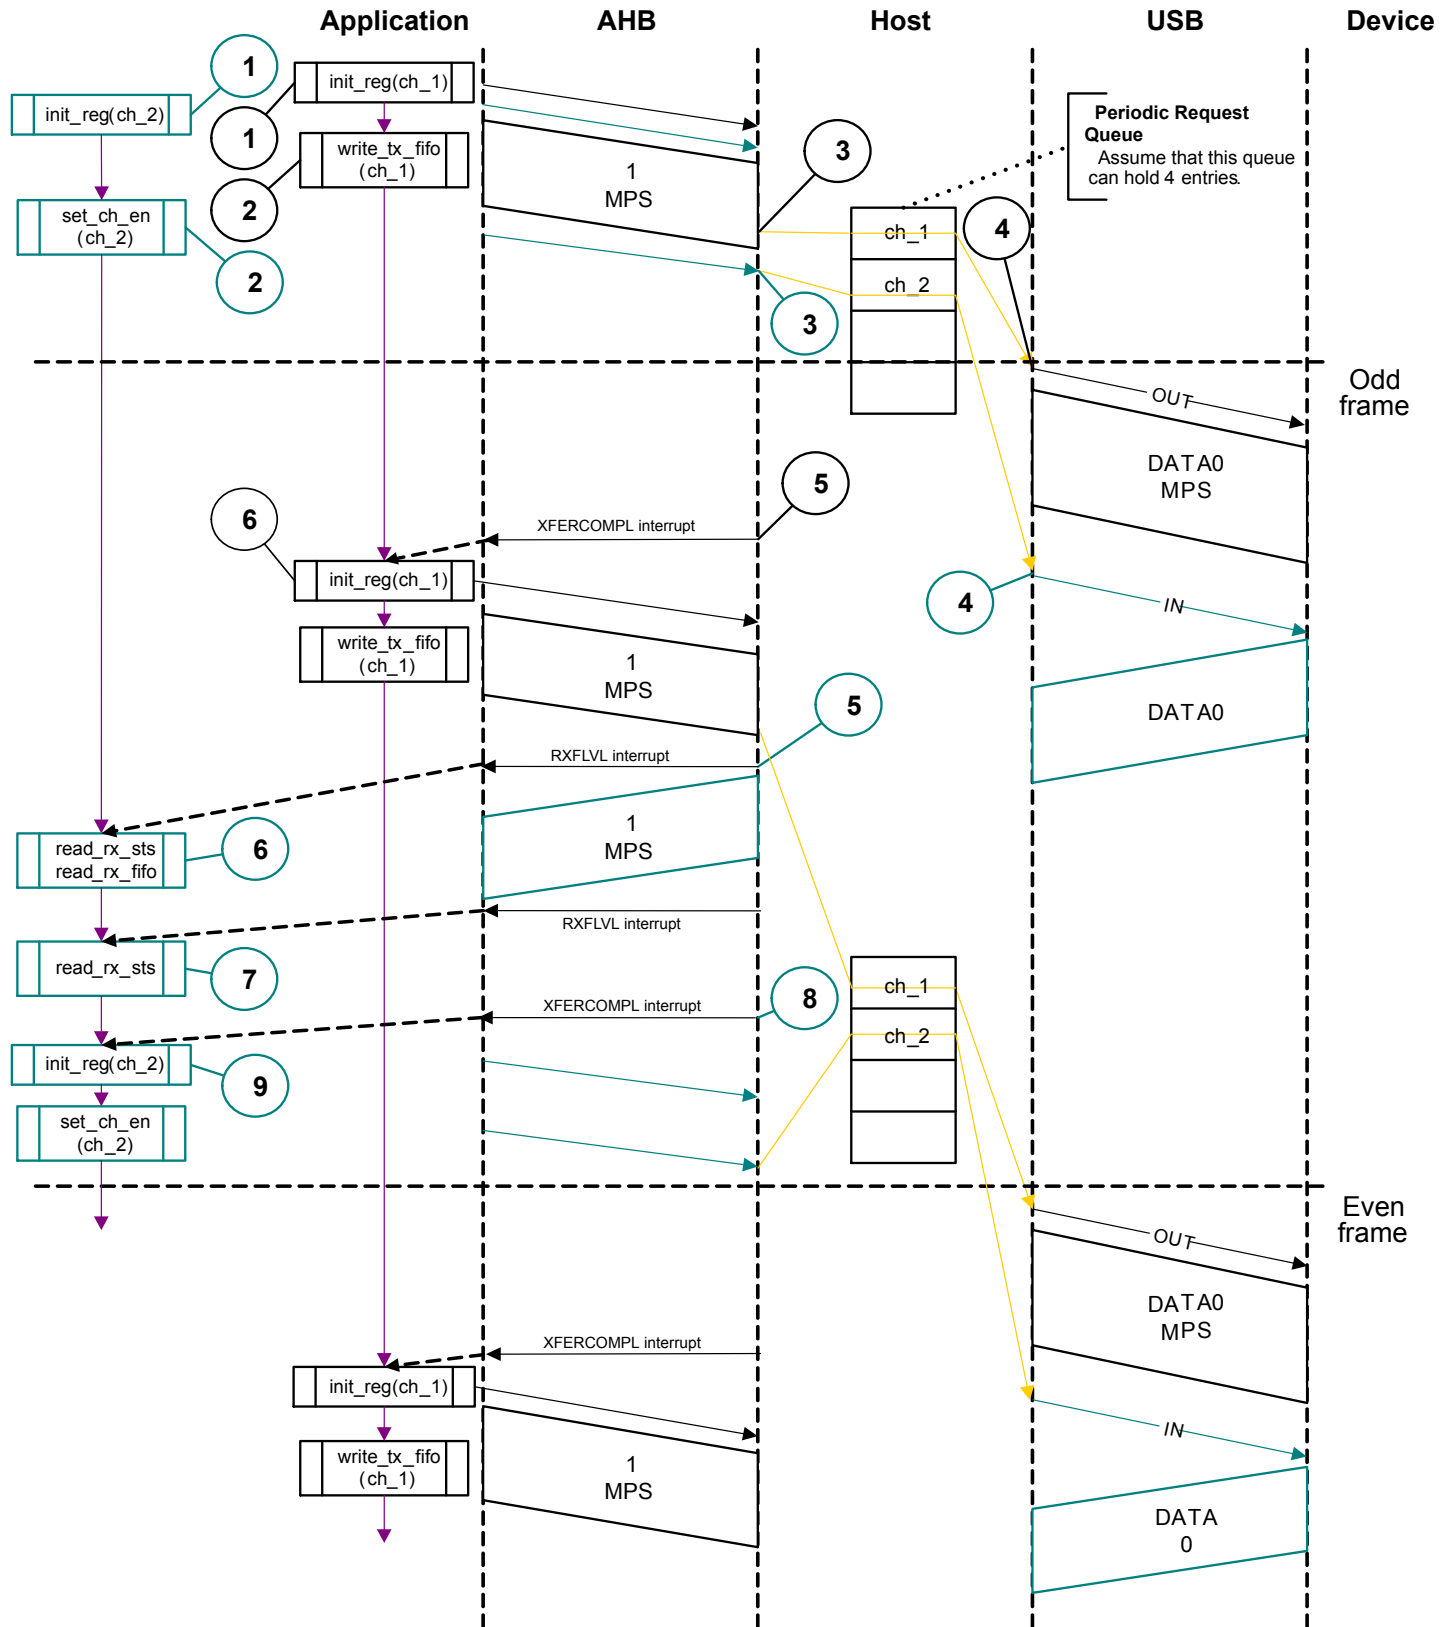 Application
AHB
Host
USB
Device
1
init_reg(ch_1)
init_reg(ch_2)
1
Periodic Request
Queue
Assume that this queue
can hold 4 entries.
write_tx_fifo
(ch_1)
3
1
MPS
2
set_ch_en
(ch_2)
4
ch_1
2
ch_2
3
Odd
frame
OUT
DATA0
MPS
5
6
XFERCOMPL interrupt
init_reg(ch_1)
4
IN
write_tx_fifo
(ch_1)
1
MPS
5
DATA0
RXFLVL interrupt
1
MPS
read_rx_sts
read_rx_fifo
6
RXFLVL interrupt
read_rx_sts
7
ch_1
8
XFERCOMPL interrupt
ch_2
init_reg(ch_2)
9
set_ch_en
(ch_2)
Even
frame
OUT
DATA0
MPS
XFERCOMPL interrupt
init_reg(ch_1)
IN
write_tx_fifo
(ch_1)
1
MPS
DATA
0